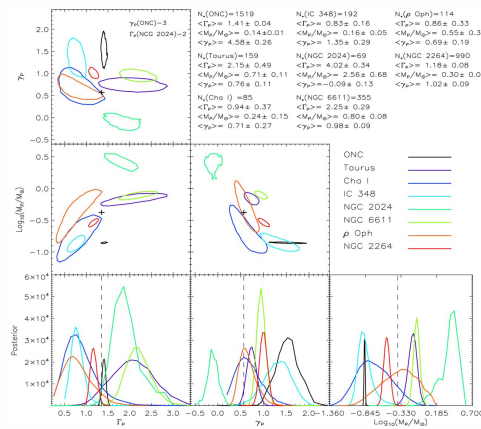 γP(ONC)−3
ΓP(NGC 2024)−2
N*(ONC)=1519
<ΓP>= 1.41± 0.04
<MP/M☉>= 0.14±0.01
<γP>= 4.58± 0.26
N*(IC 348)=192
<ΓP>= 0.83± 0.16
<MP/M☉>= 0.16± 0.05
<γP>= 1.35± 0.29
N*(ρ Oph)=114
<ΓP>= 0.86± 0.33
<MP/M☉>= 0.55± 0.3
<γP>= 0.69± 0.19
N*(Taurus)=159
<ΓP>= 2.15± 0.49
<MP/M☉>= 0.71± 0.11
<γP>= 0.76± 0.11
N*(NGC 2024)=69
<ΓP>= 4.02± 0.34
<MP/M☉>= 2.56± 0.68
<γP>=−0.09± 0.13
N*(NGC 2264)=990
<ΓP>= 1.18± 0.08
<MP/M☉>= 0.30± 0.0
<γP>= 1.02± 0.09
N*(Cha I) =85
<ΓP>= 0.94± 0.37
<MP/M☉>= 0.24± 0.15
<γP>= 0.71± 0.27
N*(NGC 6611)=355
<ΓP>= 2.25± 0.29
<MP/M☉>= 0.80± 0.08
<γP>= 0.98± 0.09
γP
2.0
1.5
1.0
0.5
0.0
−0.5
Log10(MP/M☉)
0.5
0.0
−0.5
−1.0
ONC
Taurus
Cha I
IC 348
NGC 2024
NGC 6611
ρ Oph
NGC 2264
Posterior
6×10⁴
5×10⁴
4×10⁴
3×10⁴
2×10⁴
1×10⁴
0.5 1.0 1.5 2.0 2.5 3.0
−0.5 0.0 0.5 1.0 1.5 2.0
−1.360 −0.845 −0.330 0.185 0.700
ΓP
γP
Log10(MP/M☉)